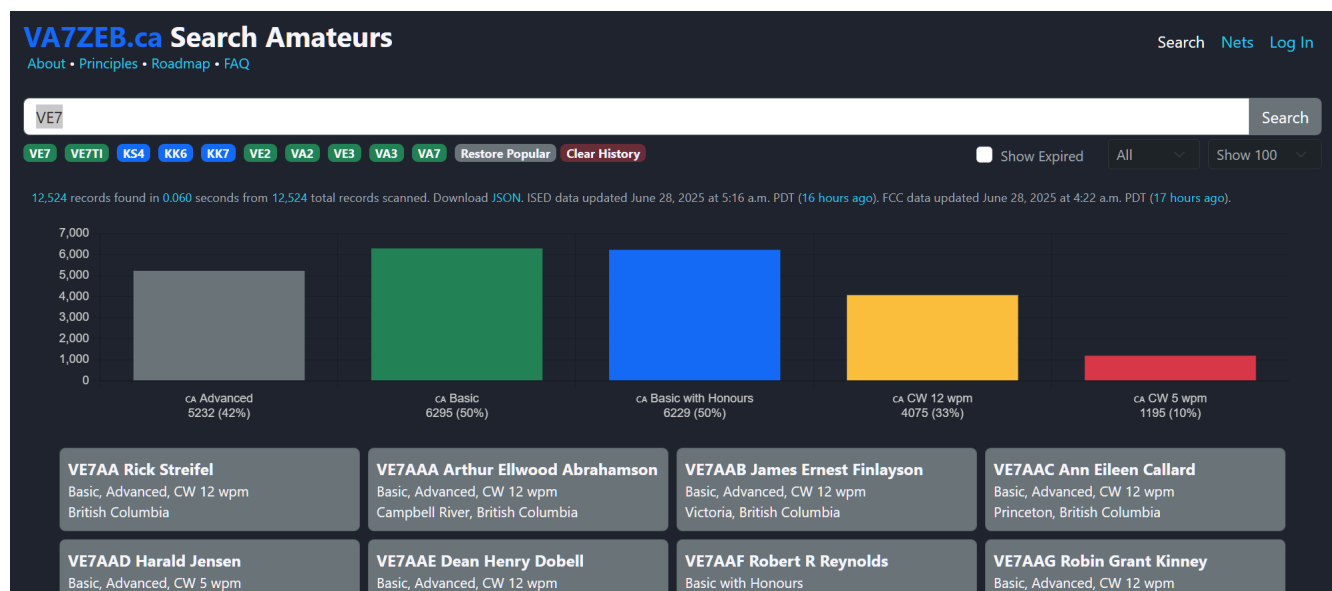 VA7ZEB.ca Search Amateurs
Search Nets Log In
About • Principles • Roadmap • FAQ
VE7
Search
VE7 VE7TI KS4 KK6 KK7 VE2 VA2 VE3 VA3 VA7 Restore Popular Clear History
Show Expired All Show 100
12,524 records found in 0.060 seconds from 12,524 total records scanned. Download JSON. ISED data updated June 28, 2025 at 5:16 a.m. PDT (16 hours ago). FCC data updated June 28, 2025 at 4:22 a.m. PDT (17 hours ago).
7,000
6,000
5,000
4,000
3,000
2,000
1,000
0
CA Advanced
5232 (42%)
CA Basic
6295 (50%)
CA Basic with Honours
6229 (50%)
CA CW 12 wpm
4075 (33%)
CA CW 5 wpm
1195 (10%)
VE7AA Rick Streifel
Basic, Advanced, CW 12 wpm
British Columbia
VE7AAA Arthur Ellwood Abrahamson
Basic, Advanced, CW 12 wpm
Campbell River, British Columbia
VE7AAB James Ernest Finlayson
Basic, Advanced, CW 12 wpm
Victoria, British Columbia
VE7AAC Ann Eileen Callard
Basic, Advanced, CW 12 wpm
Princeton, British Columbia
VE7AAD Harald Jensen
Basic, Advanced, CW 5 wpm
VE7AAE Dean Henry Dobell
Basic, Advanced, CW 12 wpm
VE7AAF Robert R Reynolds
Basic with Honours
VE7AAG Robin Grant Kinney
Basic, Advanced, CW 12 wpm